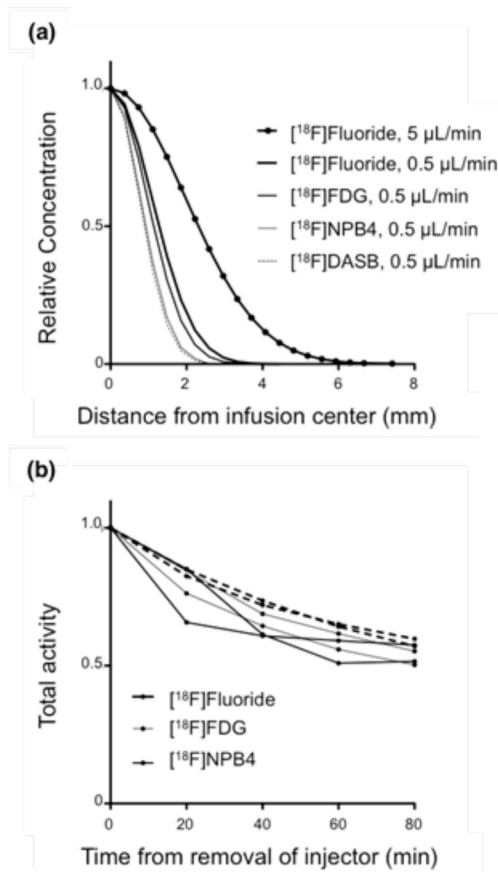 (a)
1.0
0.5
0
Relative Concentration
[¹⁸F]Fluoride, 5 µL/min
[¹⁸F]Fluoride, 0.5 µL/min
[¹⁸F]FDG, 0.5 µL/min
[¹⁸F]NPB4, 0.5 µL/min
[¹⁸F]DASB, 0.5 µL/min
0 2 4 6 8
Distance from infusion center (mm)
(b)
1.0
0.5
0
Total activity
[¹⁸F]Fluoride
[¹⁸F]FDG
[¹⁸F]NPB4
0 20 40 60 80
Time from removal of injector (min)